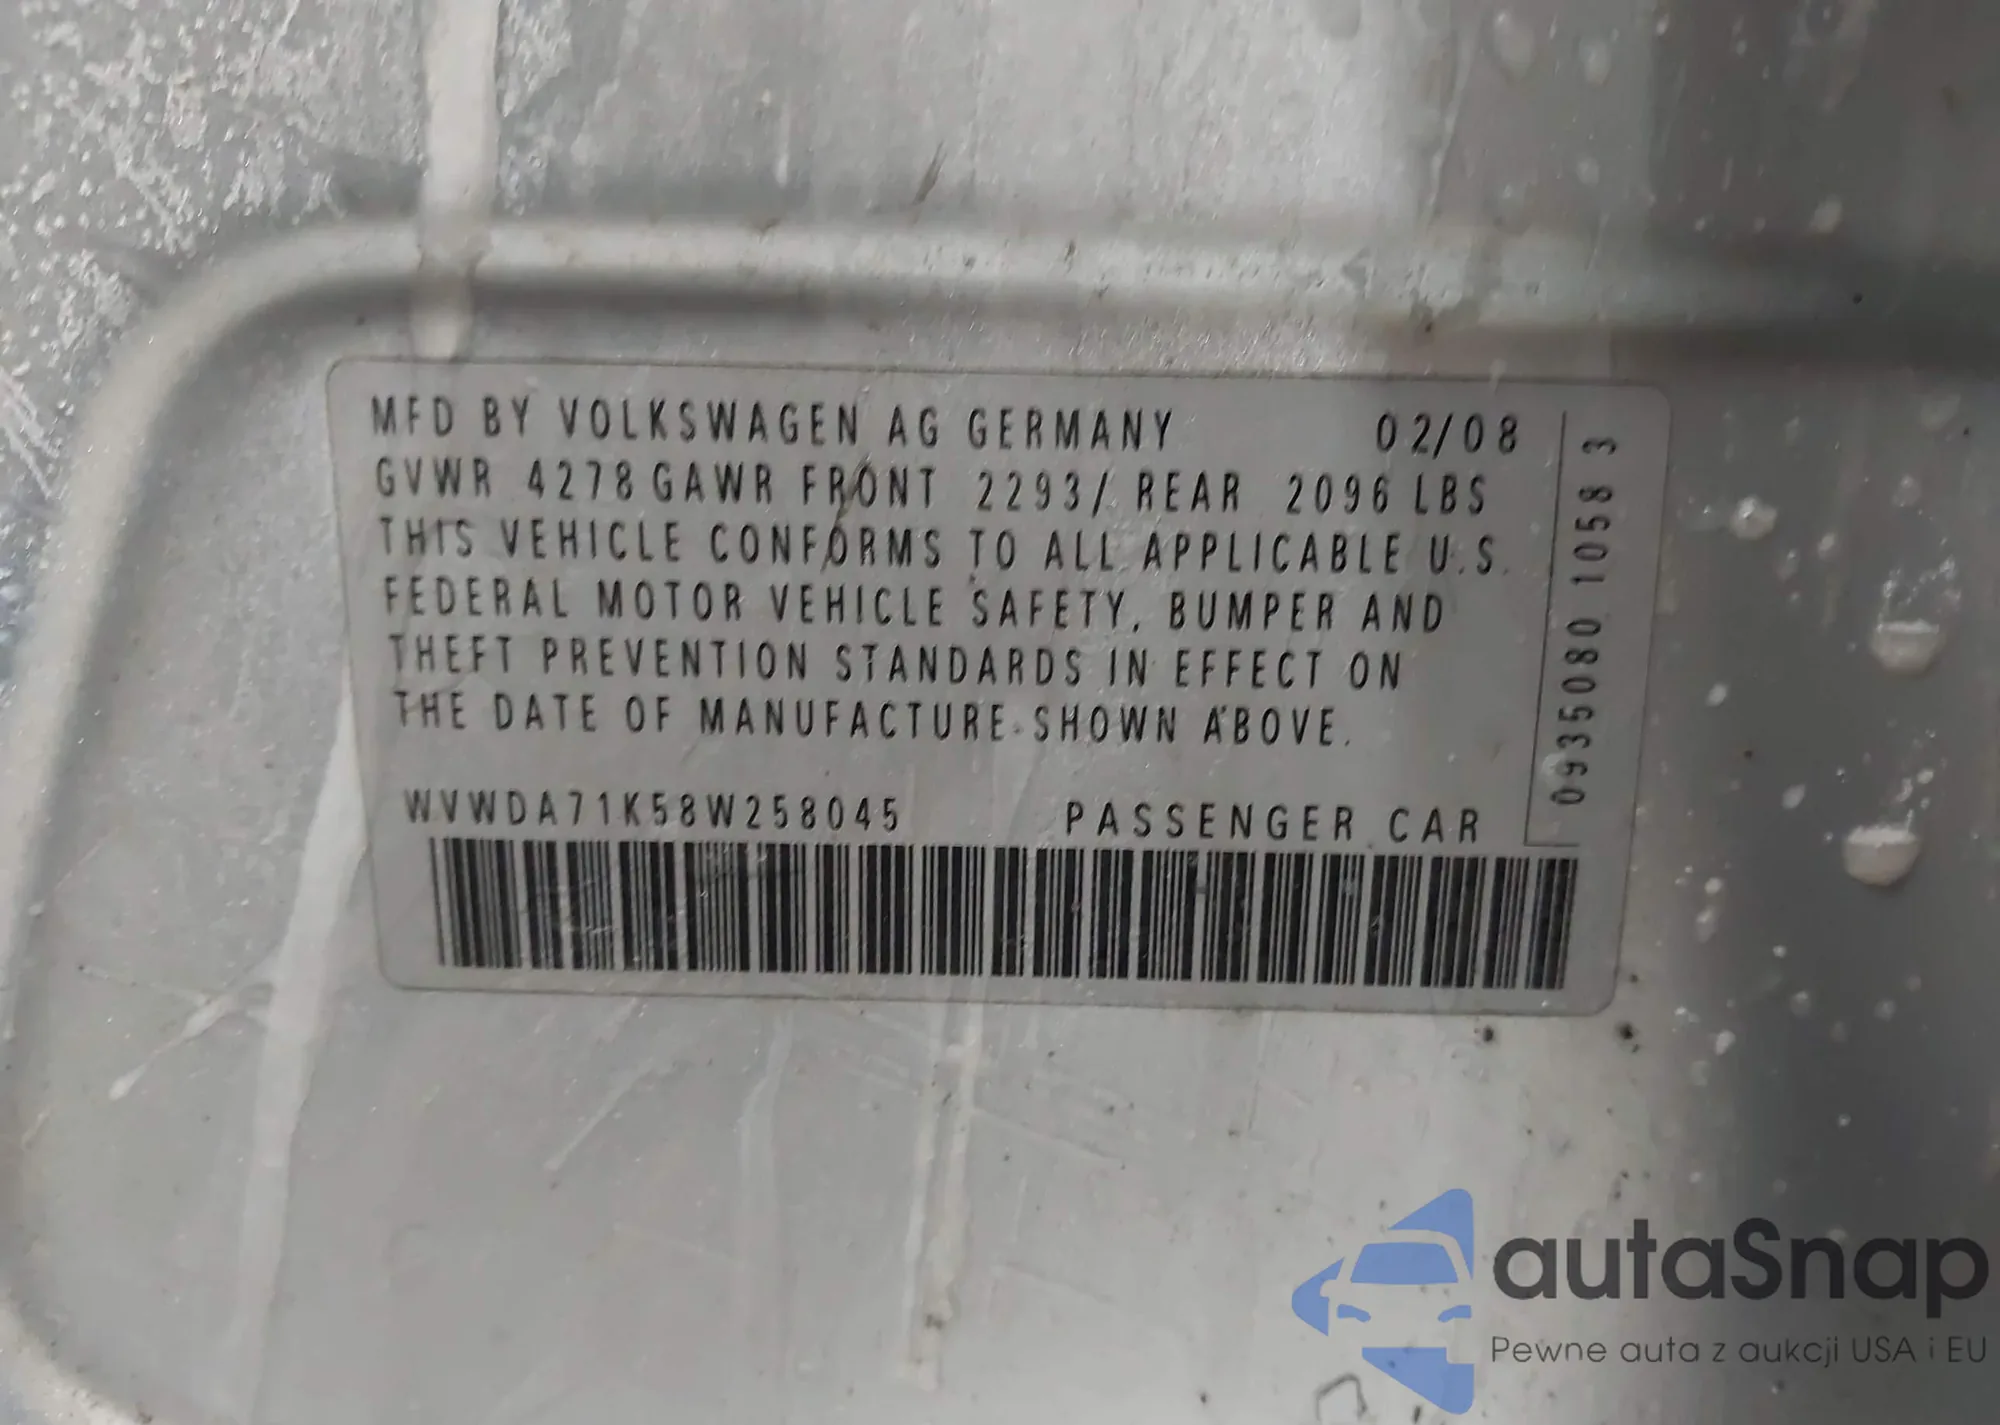 MFD BY VOLKSWAGEN AG GERMANY 02/08
GVWR 4278 GAWR FRONT 2293/ REAR 2096 LBS
THIS VEHICLE CONFORMS TO ALL APPLICABLE U.S.
FEDERAL MOTOR VEHICLE SAFETY, BUMPER AND
THEFT PREVENTION STANDARDS IN EFFECT ON
THE DATE OF MANUFACTURE SHOWN ABOVE.
WVWDA71K58W258045 PASSENGER CAR
0935080 1058 3
autaSnap
Pewne auta z aukcji USA i EU